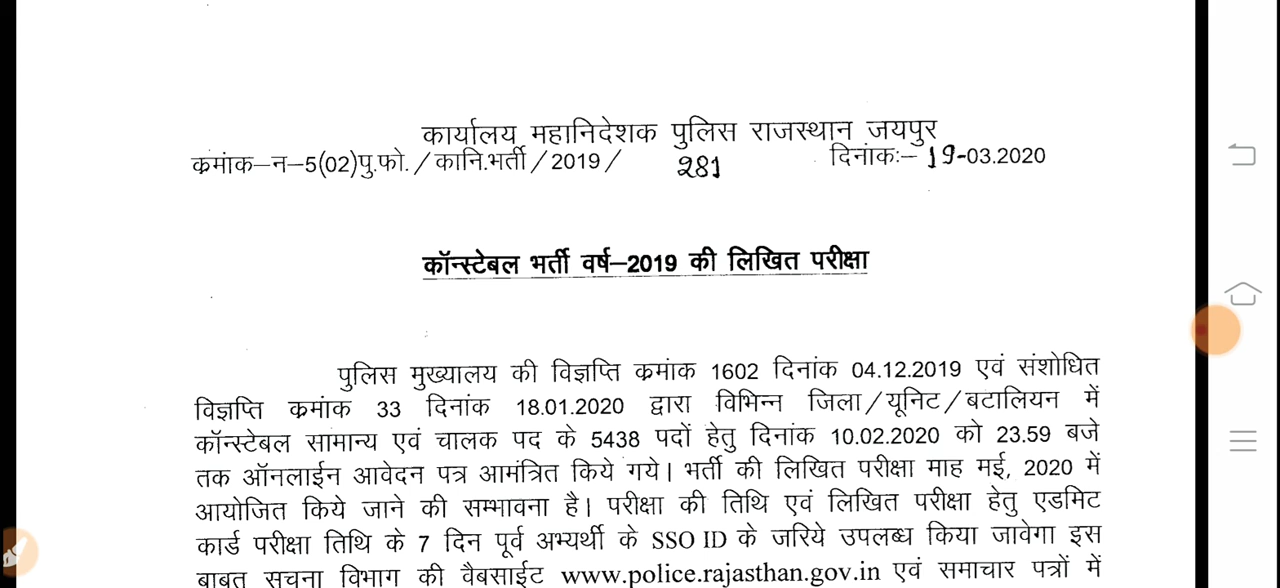 कार्यालय महानिदेशक पुलिस राजस्थान जयपुर
क्रमांक–न–5(02)पु.फो./कानि.भर्ती/2019/ 281 दिनांकः– 19-03.2020
कॉन्स्टेबल भर्ती वर्ष–2019 की लिखित परीक्षा
पुलिस मुख्यालय की विज्ञप्ति क्रमांक 1602 दिनांक 04.12.2019 एवं संशोधित
विज्ञप्ति क्रमांक 33 दिनांक 18.01.2020 द्वारा विभिन्न जिला/यूनिट/बटालियन में
कॉन्स्टेबल सामान्य एवं चालक पद के 5438 पदों हेतु दिनांक 10.02.2020 को 23.59 बजे
तक ऑनलाईन आवेदन पत्र आमंत्रित किये गये। भर्ती की लिखित परीक्षा माह मई, 2020 में
आयोजित किये जाने की सम्भावना है। परीक्षा की तिथि एवं लिखित परीक्षा हेतु एडमिट
कार्ड परीक्षा तिथि के 7 दिन पूर्व अभ्यर्थी के SSO ID के जरिये उपलब्ध किया जावेगा इस
बाबत सूचना विभाग की वैबसाईट www.police.rajasthan.gov.in एवं समाचार पत्रों में